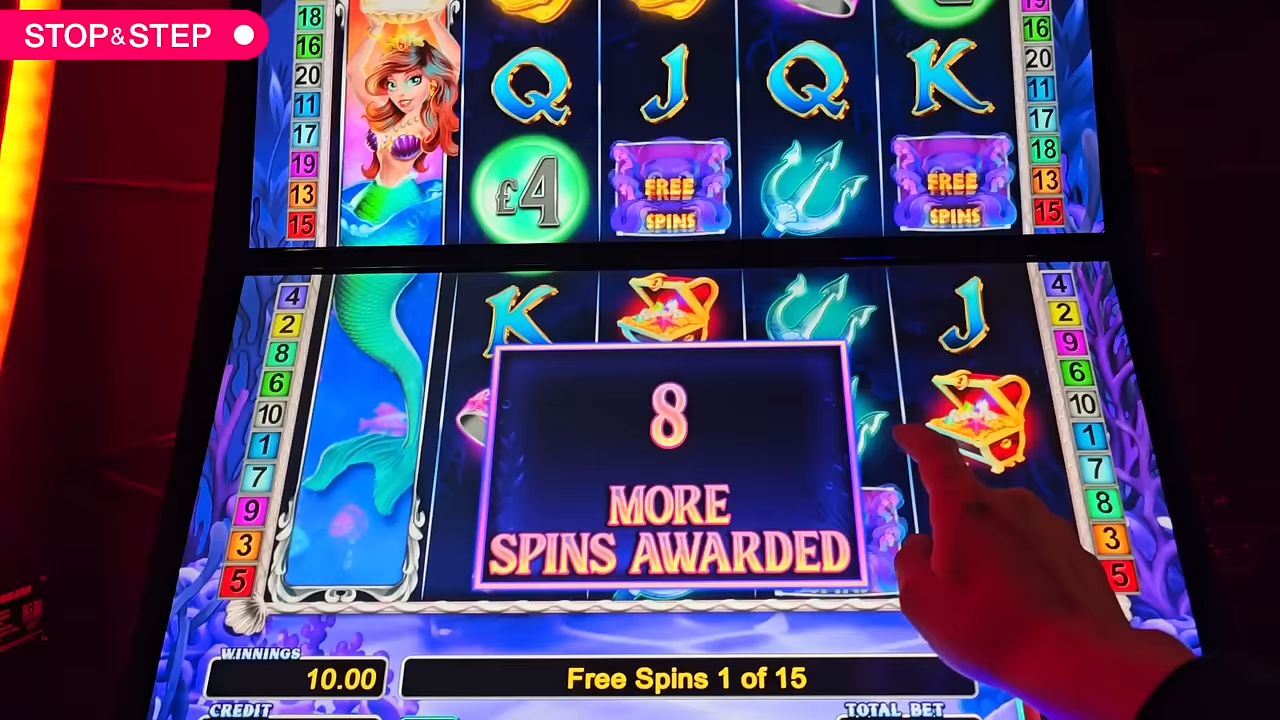 STOP&STEP
18
16
20
11
17
19
13
15
19
16
20
11
17
18
13
15
Q J Q K
£4
FREE
SPINS
FREE
SPINS
4
2
8
6
10
1
7
9
3
5
4
2
9
6
10
1
7
8
3
5
K
J
8
MORE
SPINS AWARDED
WINNINGS
10.00
Free Spins 1 of 15
CREDIT
TOTAL BET